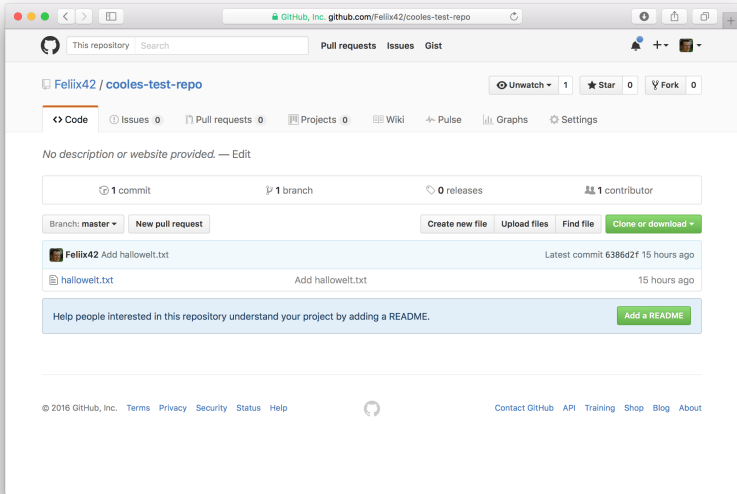 GitHub, Inc. github.com/Feliix42/cooles-test-repo
This repository Search Pull requests Issues Gist
Feliix42 / cooles-test-repo Unwatch 1 Star 0 Fork 0
Code Issues 0 Pull requests 0 Projects 0 Wiki Pulse Graphs Settings
No description or website provided. — Edit
1 commit 1 branch 0 releases 1 contributor
Branch: master New pull request Create new file Upload files Find file Clone or download
Feliix42 Add hallowelt.txt Latest commit 6386d2f 15 hours ago
hallowelt.txt Add hallowelt.txt 15 hours ago
Help people interested in this repository understand your project by adding a README. Add a README
© 2016 GitHub, Inc. Terms Privacy Security Status Help Contact GitHub API Training Shop Blog About